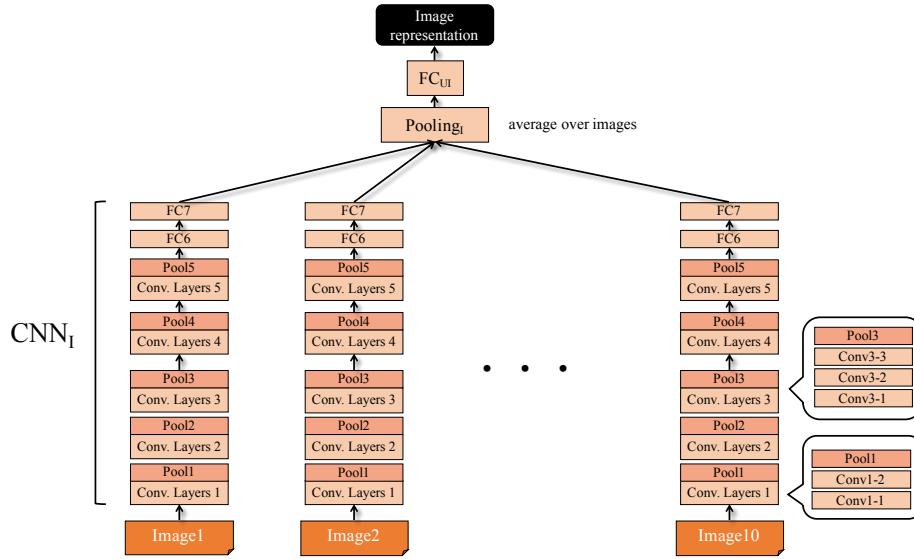 Image
representation
FC_UI
Pooling_I
average over images
CNN_I
FC7
FC6
Pool5
Conv. Layers 5
Pool4
Conv. Layers 4
Pool3
Conv. Layers 3
Pool2
Conv. Layers 2
Pool1
Conv. Layers 1
Image1
FC7
FC6
Pool5
Conv. Layers 5
Pool4
Conv. Layers 4
Pool3
Conv. Layers 3
Pool2
Conv. Layers 2
Pool1
Conv. Layers 1
Image2
. . .
FC7
FC6
Pool5
Conv. Layers 5
Pool4
Conv. Layers 4
Pool3
Conv. Layers 3
Pool2
Conv. Layers 2
Pool1
Conv. Layers 1
Image10
Pool3
Conv3-3
Conv3-2
Conv3-1
Pool1
Conv1-2
Conv1-1